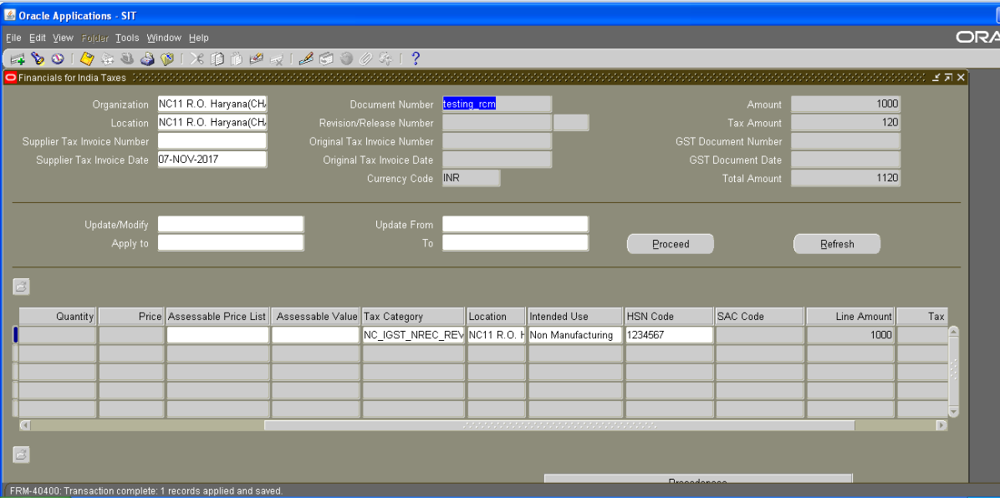 Oracle Applications - SIT
File Edit View Folder Tools Window Help
ORA
Financials for India Taxes
Organization NC11 R.O. Haryana(CHA Document Number testing_rcm Amount 1000
Location NC11 R.O. Haryana(CHA Revision/Release Number Tax Amount 120
Supplier Tax Invoice Number Original Tax Invoice Number GST Document Number
Supplier Tax Invoice Date 07-NOV-2017 Original Tax Invoice Date GST Document Date
Currency Code INR Total Amount 1120
Update/Modify Update From
Apply to To Proceed Refresh
Quantity Price Assessable Price List Assessable Value Tax Category Location Intended Use HSN Code SAC Code Line Amount Tax
NC_IGST_NREC_REV NC11 R.O. H Non Manufacturing 1234567 1000
Precedences
FRM-40400: Transaction complete: 1 records applied and saved.